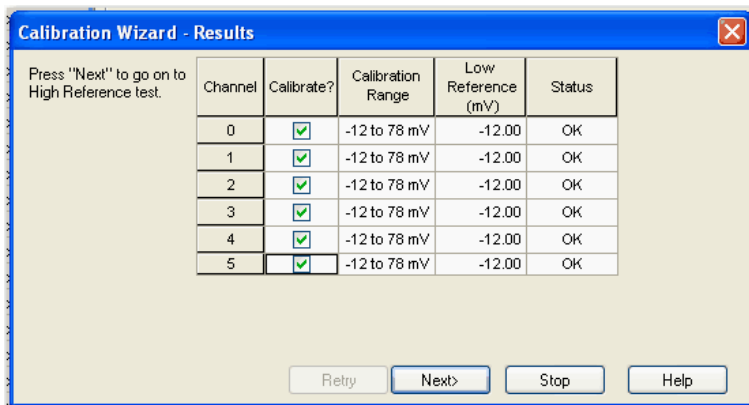 Calibration Wizard - Results
Press "Next" to go on to
High Reference test.
Channel Calibrate? Calibration Range Low Reference (mV) Status
0 -12 to 78 mV -12.00 OK
1 -12 to 78 mV -12.00 OK
2 -12 to 78 mV -12.00 OK
3 -12 to 78 mV -12.00 OK
4 -12 to 78 mV -12.00 OK
5 -12 to 78 mV -12.00 OK
Retry Next> Stop Help